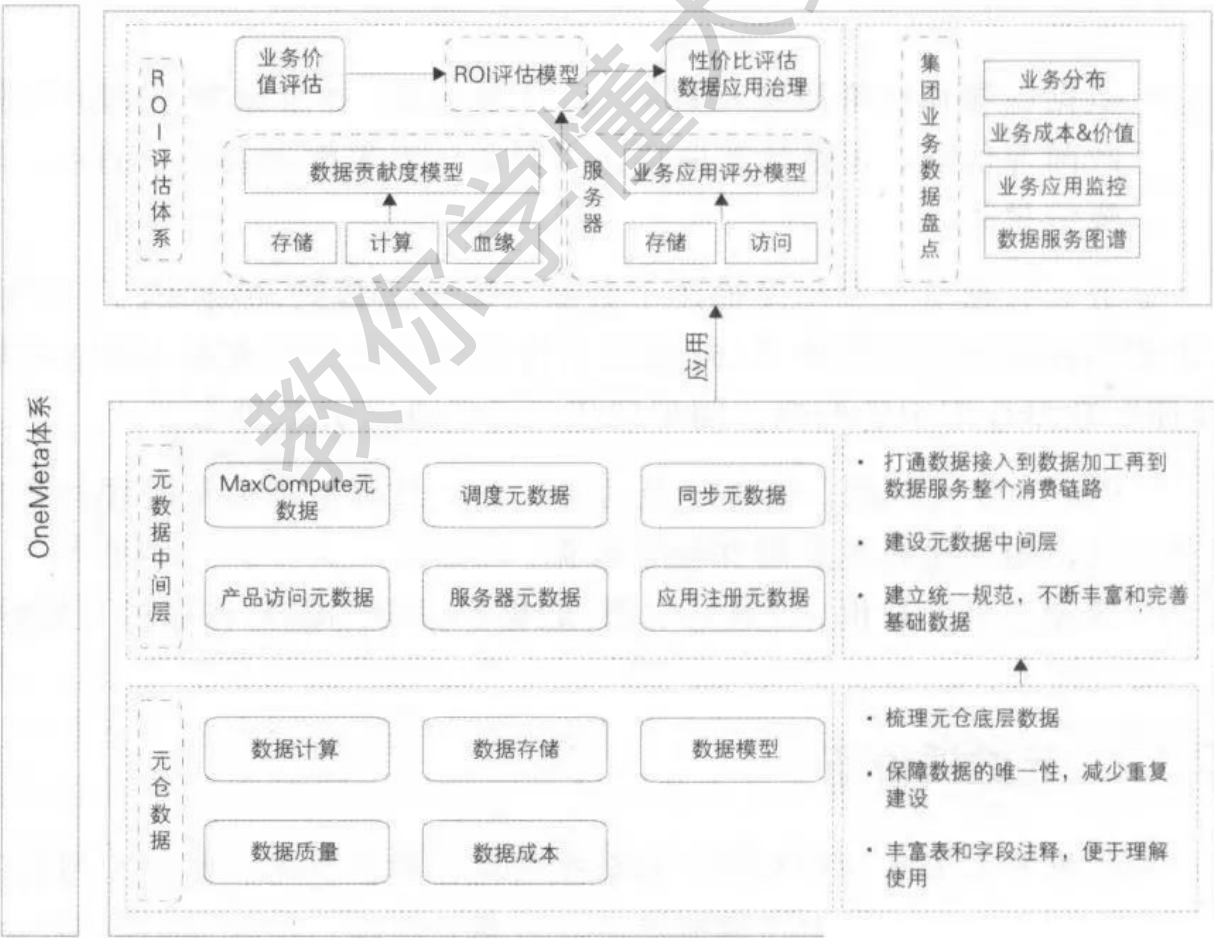 OneMeta体系
ROI评估体系
业务价
值评估
ROI评估模型
性价比评估
数据应用治理
数据贡献度模型
存储
计算
血缘
服务器
业务应用评分模型
存储
访问
集团业务数据盘点
业务分布
业务成本&价值
业务应用监控
数据服务图谱
应用
元数据中间层
MaxCompute元
数据
调度元数据
同步元数据
产品访问元数据
服务器元数据
应用注册元数据
· 打通数据接入到数据加工再到
数据服务整个消费链路
· 建设元数据中间层
· 建立统一规范，不断丰富和完善
基础数据
元仓数据
数据计算
数据存储
数据模型
数据质量
数据成本
· 梳理元仓底层数据
· 保障数据的唯一性，减少重复
建设
· 丰富表和字段注释，便于理解
使用
教你学懂大